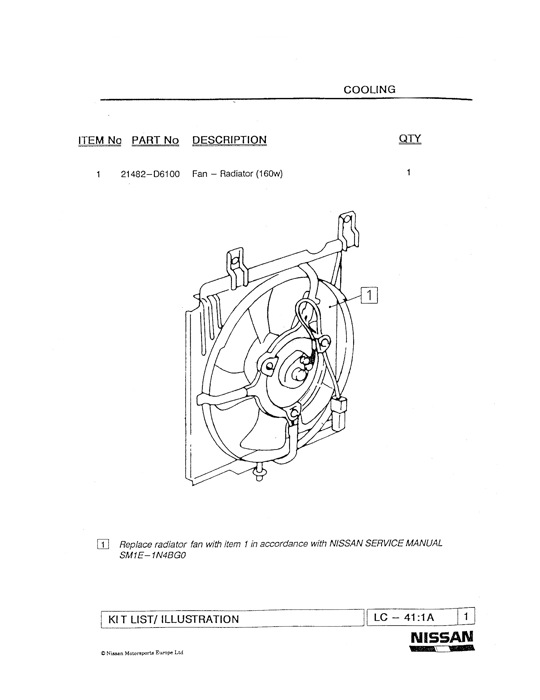 COOLING
ITEM No PART No DESCRIPTION QTY
1 21482-D6100 Fan - Radiator (160w) 1
1
1 Replace radiator fan with item 1 in accordance with NISSAN SERVICE MANUAL
SM1E-1N4BG0
KIT LIST/ ILLUSTRATION LC - 41:1A 1
NISSAN
© Nissan Motorsports Europe Ltd